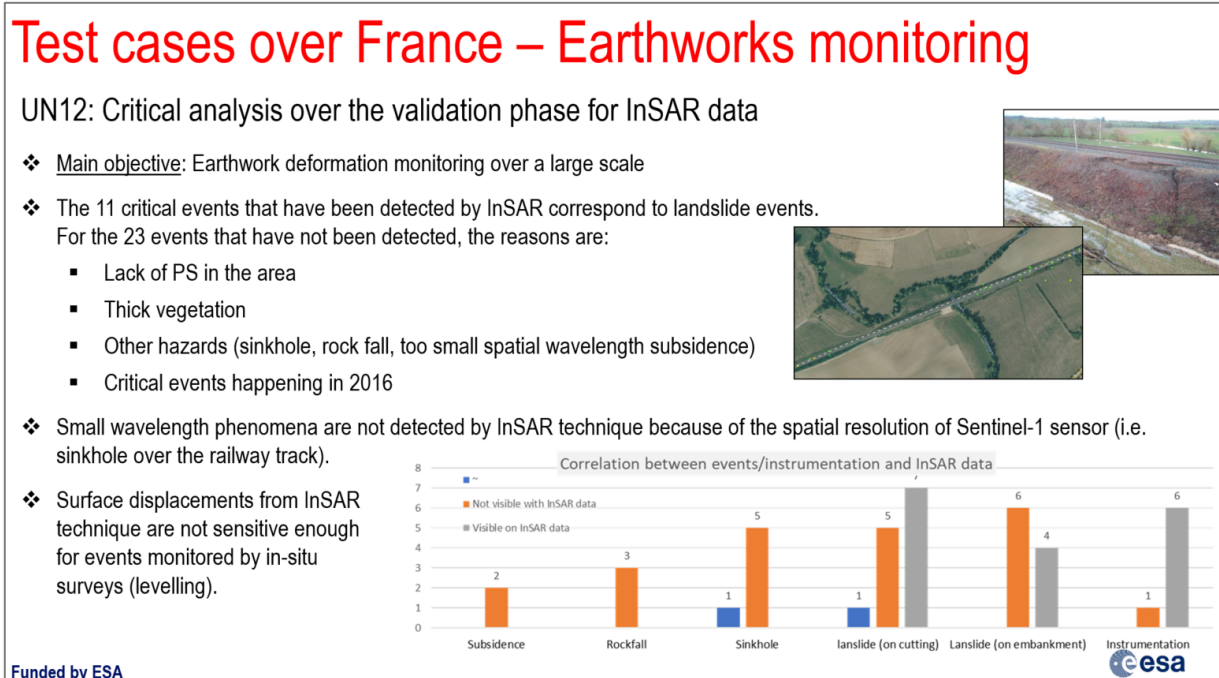 Test cases over France – Earthworks monitoring
UN12: Critical analysis over the validation phase for InSAR data
❖ Main objective: Earthwork deformation monitoring over a large scale
❖ The 11 critical events that have been detected by InSAR correspond to landslide events.
For the 23 events that have not been detected, the reasons are:
▪ Lack of PS in the area
▪ Thick vegetation
▪ Other hazards (sinkhole, rock fall, too small spatial wavelength subsidence)
▪ Critical events happening in 2016
❖ Small wavelength phenomena are not detected by InSAR technique because of the spatial resolution of Sentinel-1 sensor (i.e.
sinkhole over the railway track).
❖ Surface displacements from InSAR
technique are not sensitive enough
for events monitored by in-situ
surveys (levelling).
Correlation between events/instrumentation and InSAR data
~
Not visible with InSAR data
Visible on InSAR data
8
7
6
5
4
3
2
1
0
2
3
1
5
1
5
7
6
4
1
6
Subsidence
Rockfall
Sinkhole
lanslide (on cutting)
Lanslide (on embankment)
Instrumentation
Funded by ESA
esa